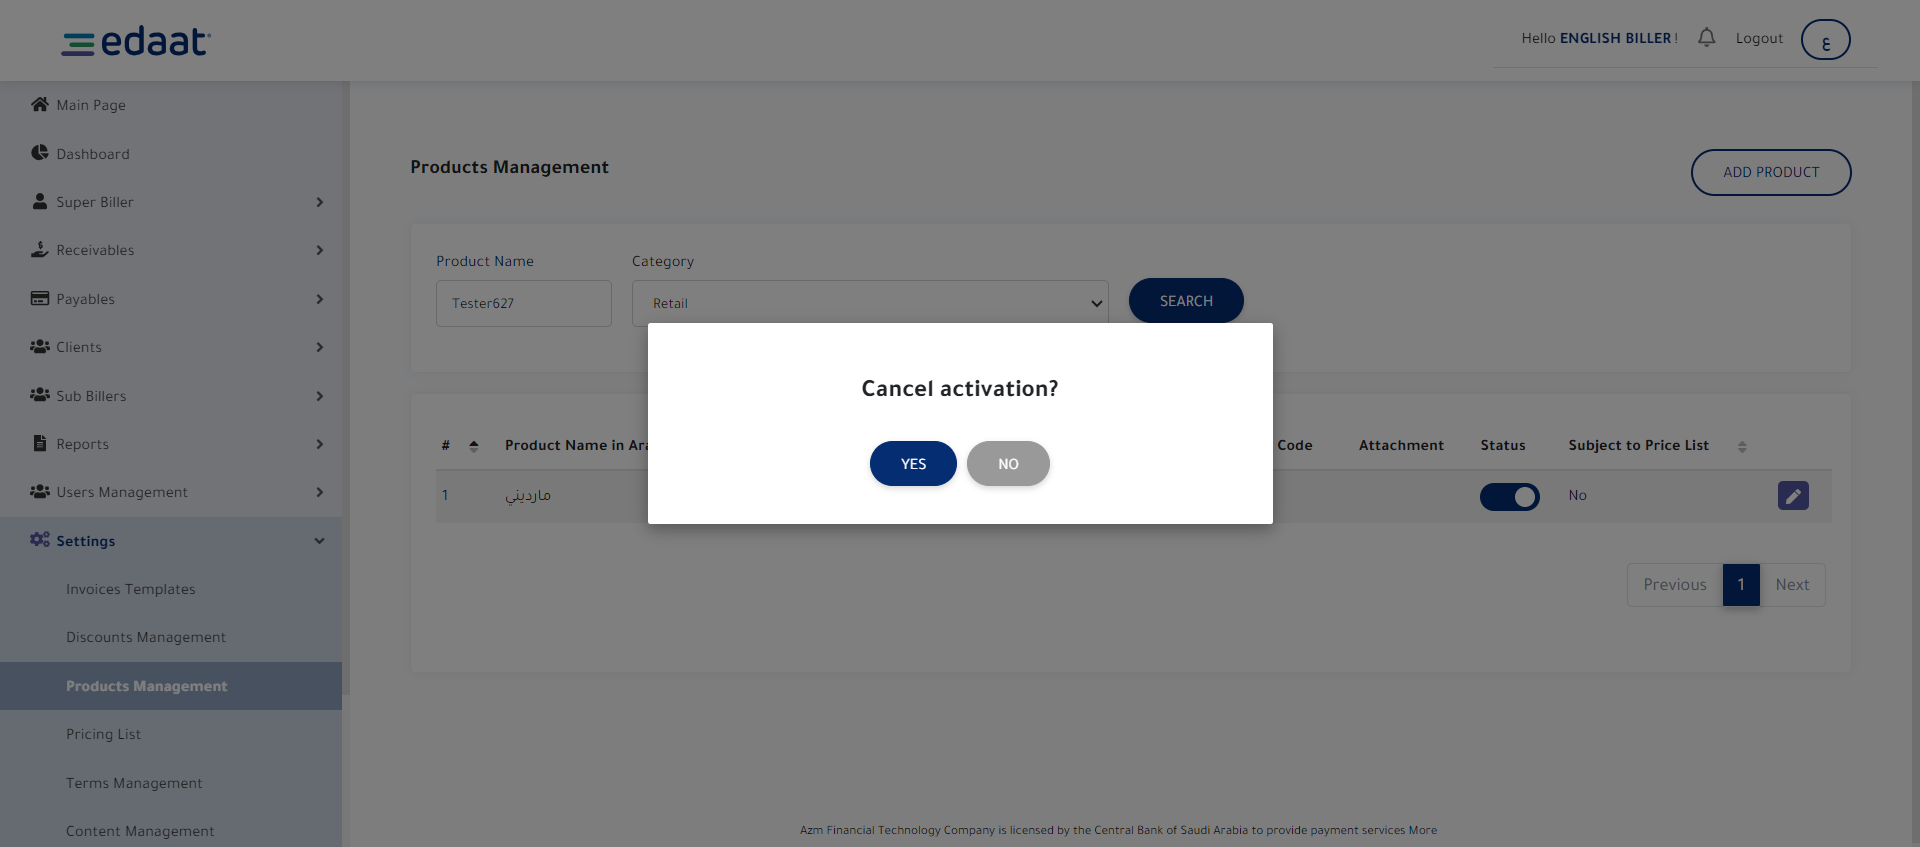 edaat
Hello ENGLISH BILLER !
Logout
ع
Main Page
Dashboard
Super Biller
Receivables
Payables
Clients
Sub Billers
Reports
Users Management
Settings
Invoices Templates
Discounts Management
Products Management
Pricing List
Terms Management
Content Management
Products Management
ADD PRODUCT
Product Name
Category
Tester627
Retail
SEARCH
Cancel activation?
YES
NO
# Product Name in Code Attachment Status Subject to Price List
1 مارديني No
Previous 1 Next
Azm Financial Technology Company is licensed by the Central Bank of Saudi Arabia to provide payment services More